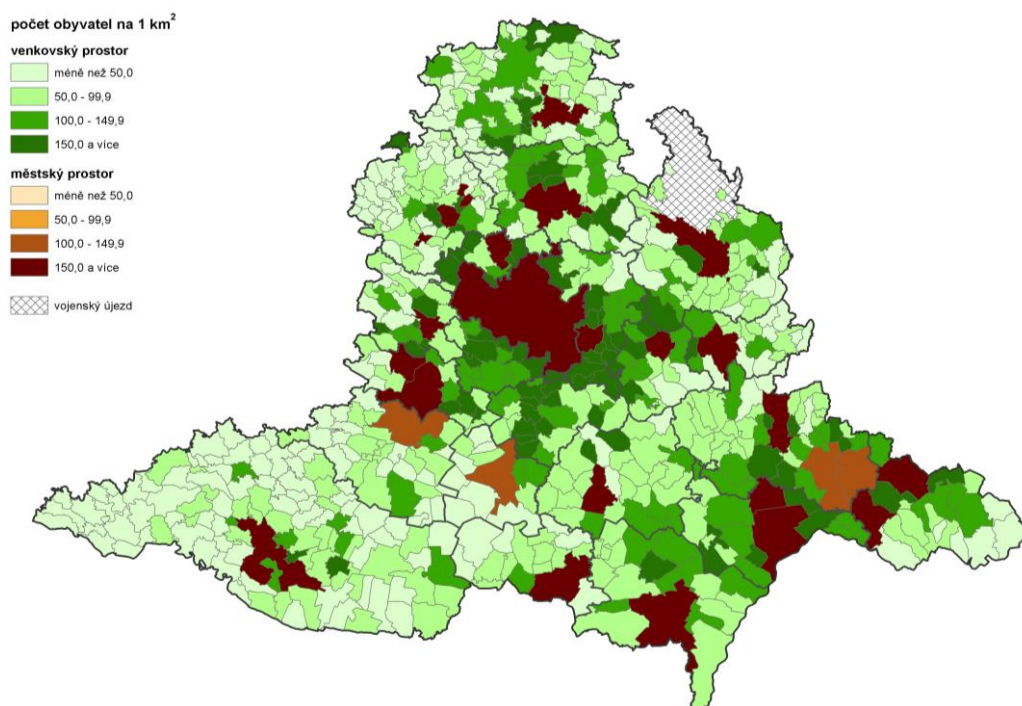 počet obyvatel na 1 km²
venkovský prostor
méně než 50,0
50,0 - 99,9
100,0 - 149,9
150,0 a více
městský prostor
méně než 50,0
50,0 - 99,9
100,0 - 149,9
150,0 a více
vojenský újezd